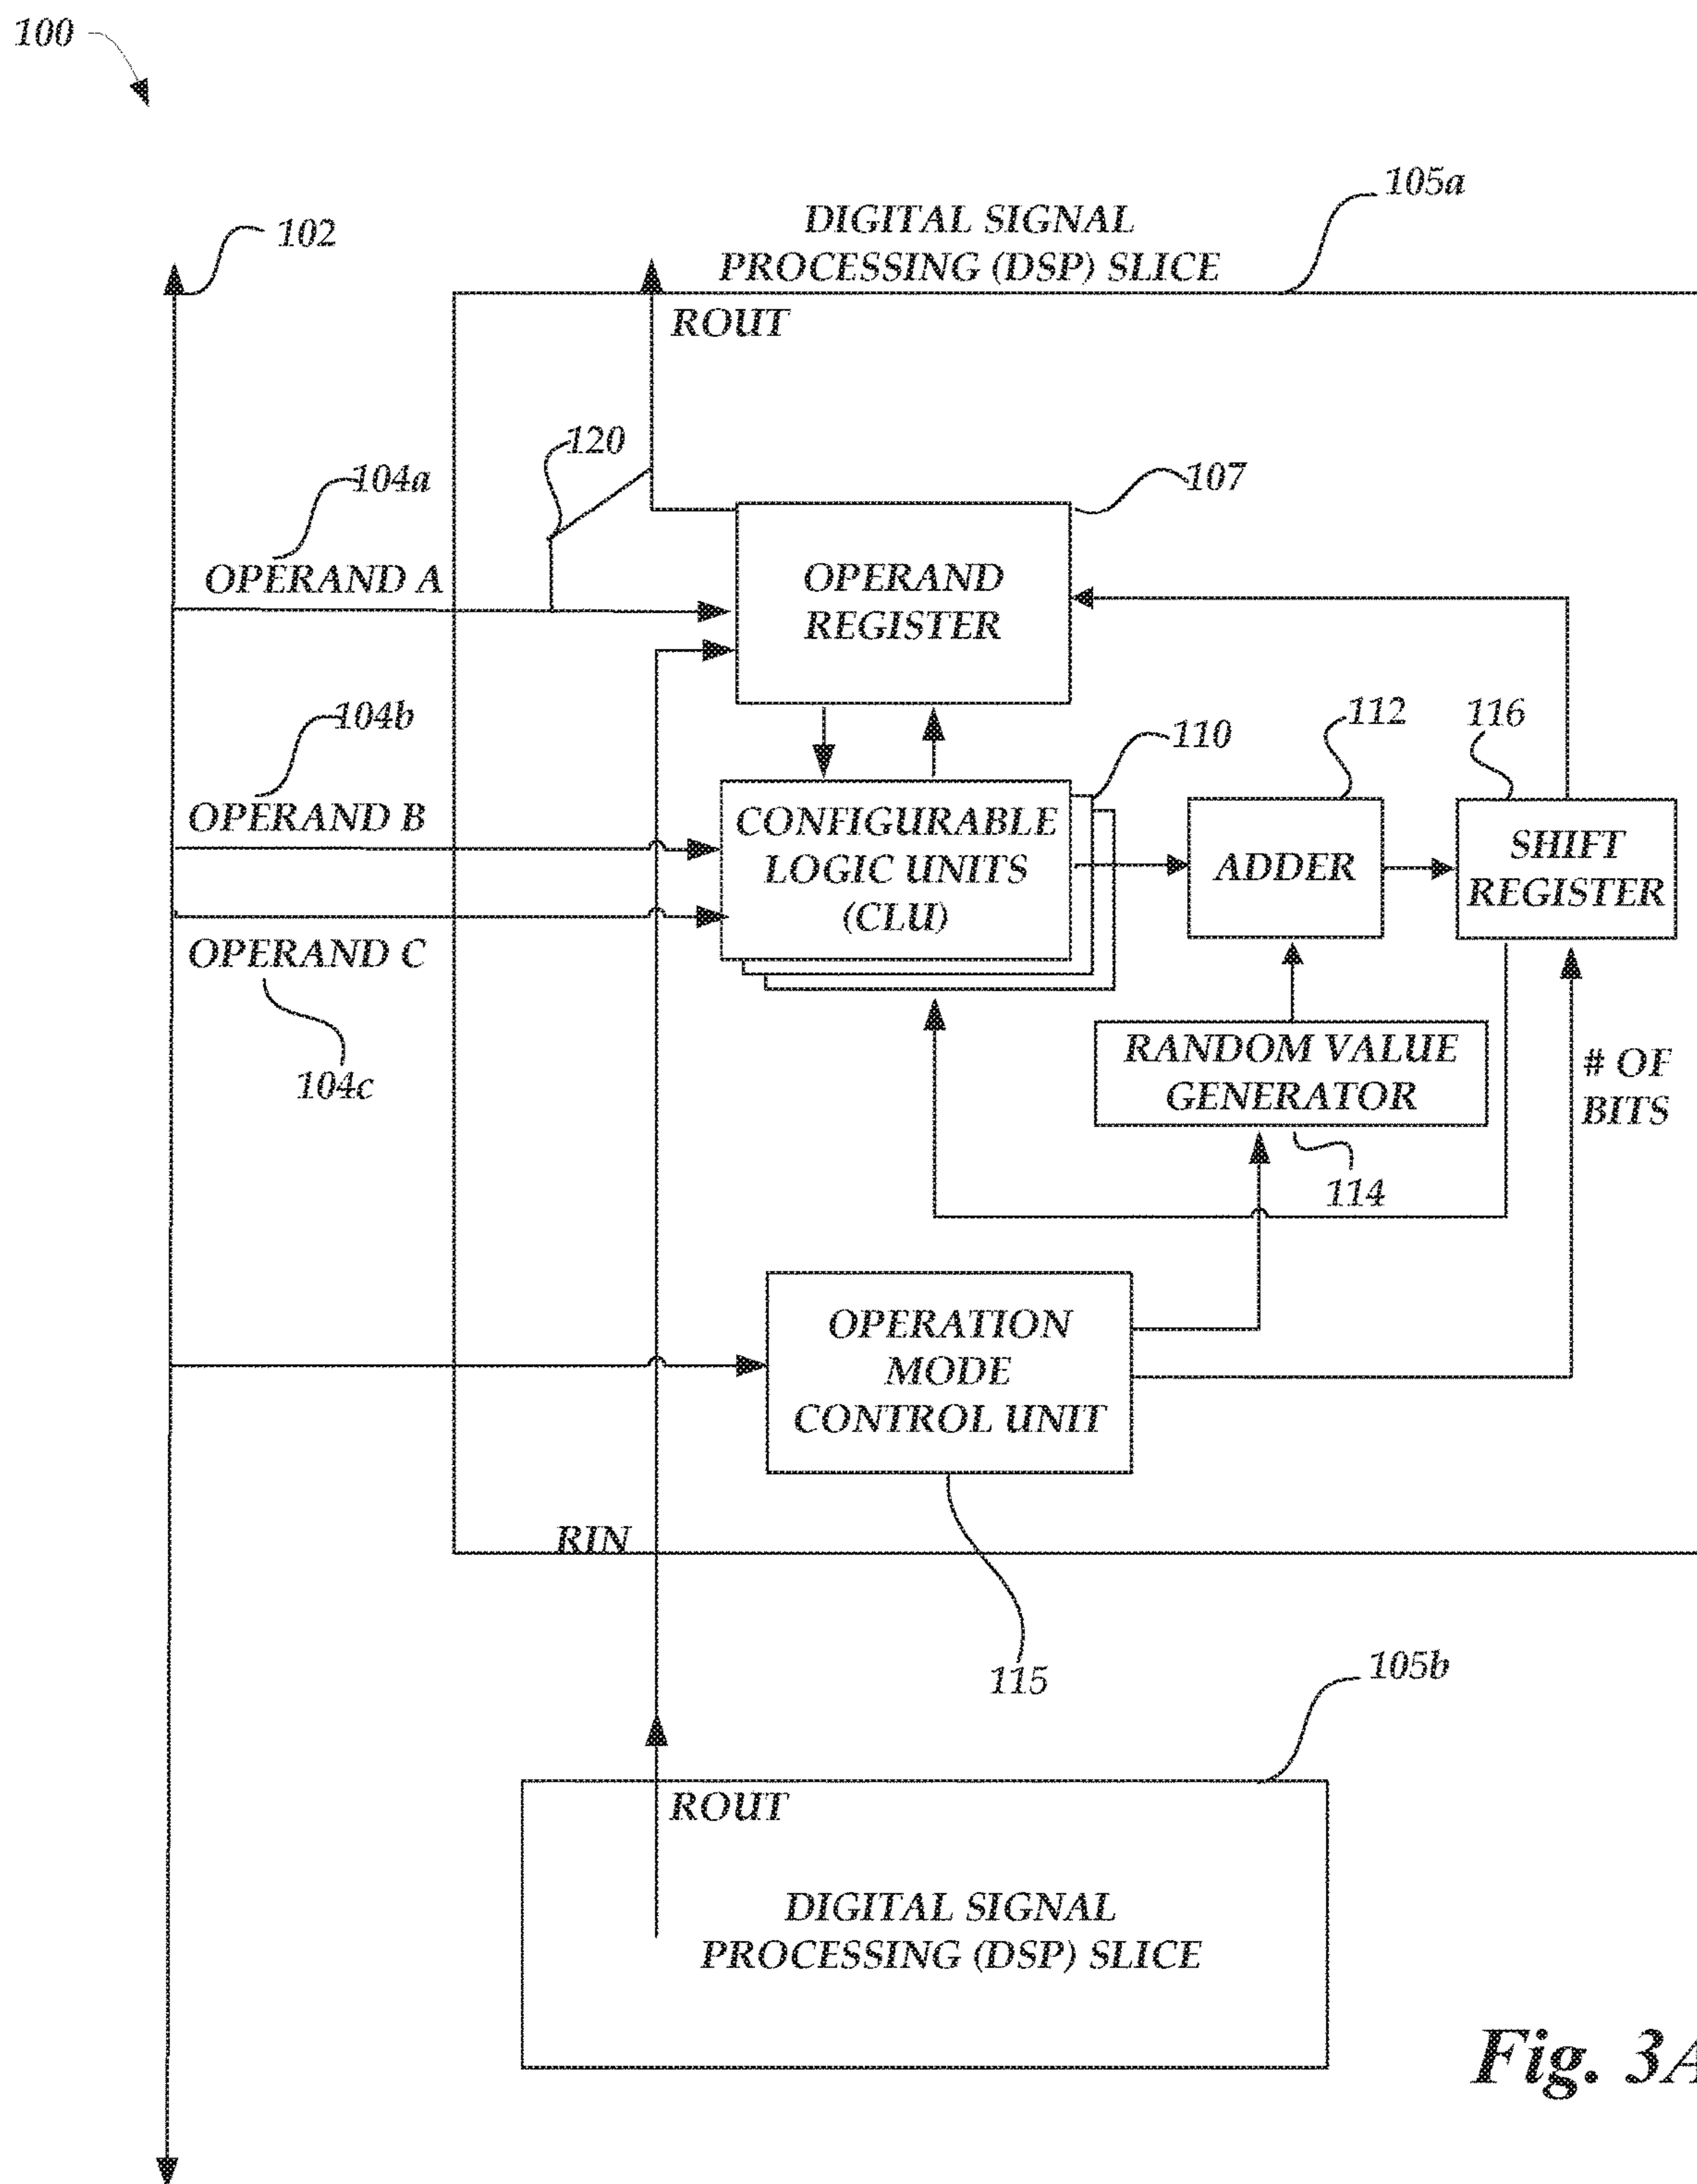 100
105a
102
DIGITAL SIGNAL
PROCESSING (DSP) SLICE
ROUT
120
104a
107
OPERAND A
OPERAND
REGISTER
104b
112
116
110
OPERAND B
CONFIGURABLE
LOGIC UNITS
(CLU)
ADDER
SHIFT
REGISTER
OPERAND C
104c
RANDOM VALUE
GENERATOR
# OF
BITS
114
OPERATION
MODE
CONTROL UNIT
RIN
115
105b
ROUT
DIGITAL SIGNAL
PROCESSING (DSP) SLICE
Fig. 3A